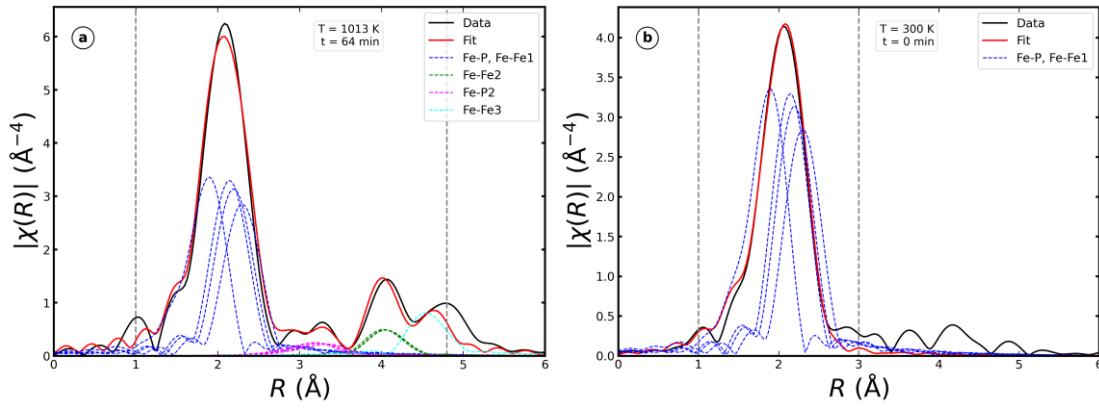 a
T = 1013 K
t = 64 min
Data
Fit
Fe-P, Fe-Fe1
Fe-Fe2
Fe-P2
Fe-Fe3
|χ(R)| (Å⁻⁴)
6
5
4
3
2
1
0
0 1 2 3 4 5 6
R (Å)
b
T = 300 K
t = 0 min
Data
Fit
Fe-P, Fe-Fe1
|χ(R)| (Å⁻⁴)
4.0
3.5
3.0
2.5
2.0
1.5
1.0
0.5
0.0
0 1 2 3 4 5 6
R (Å)